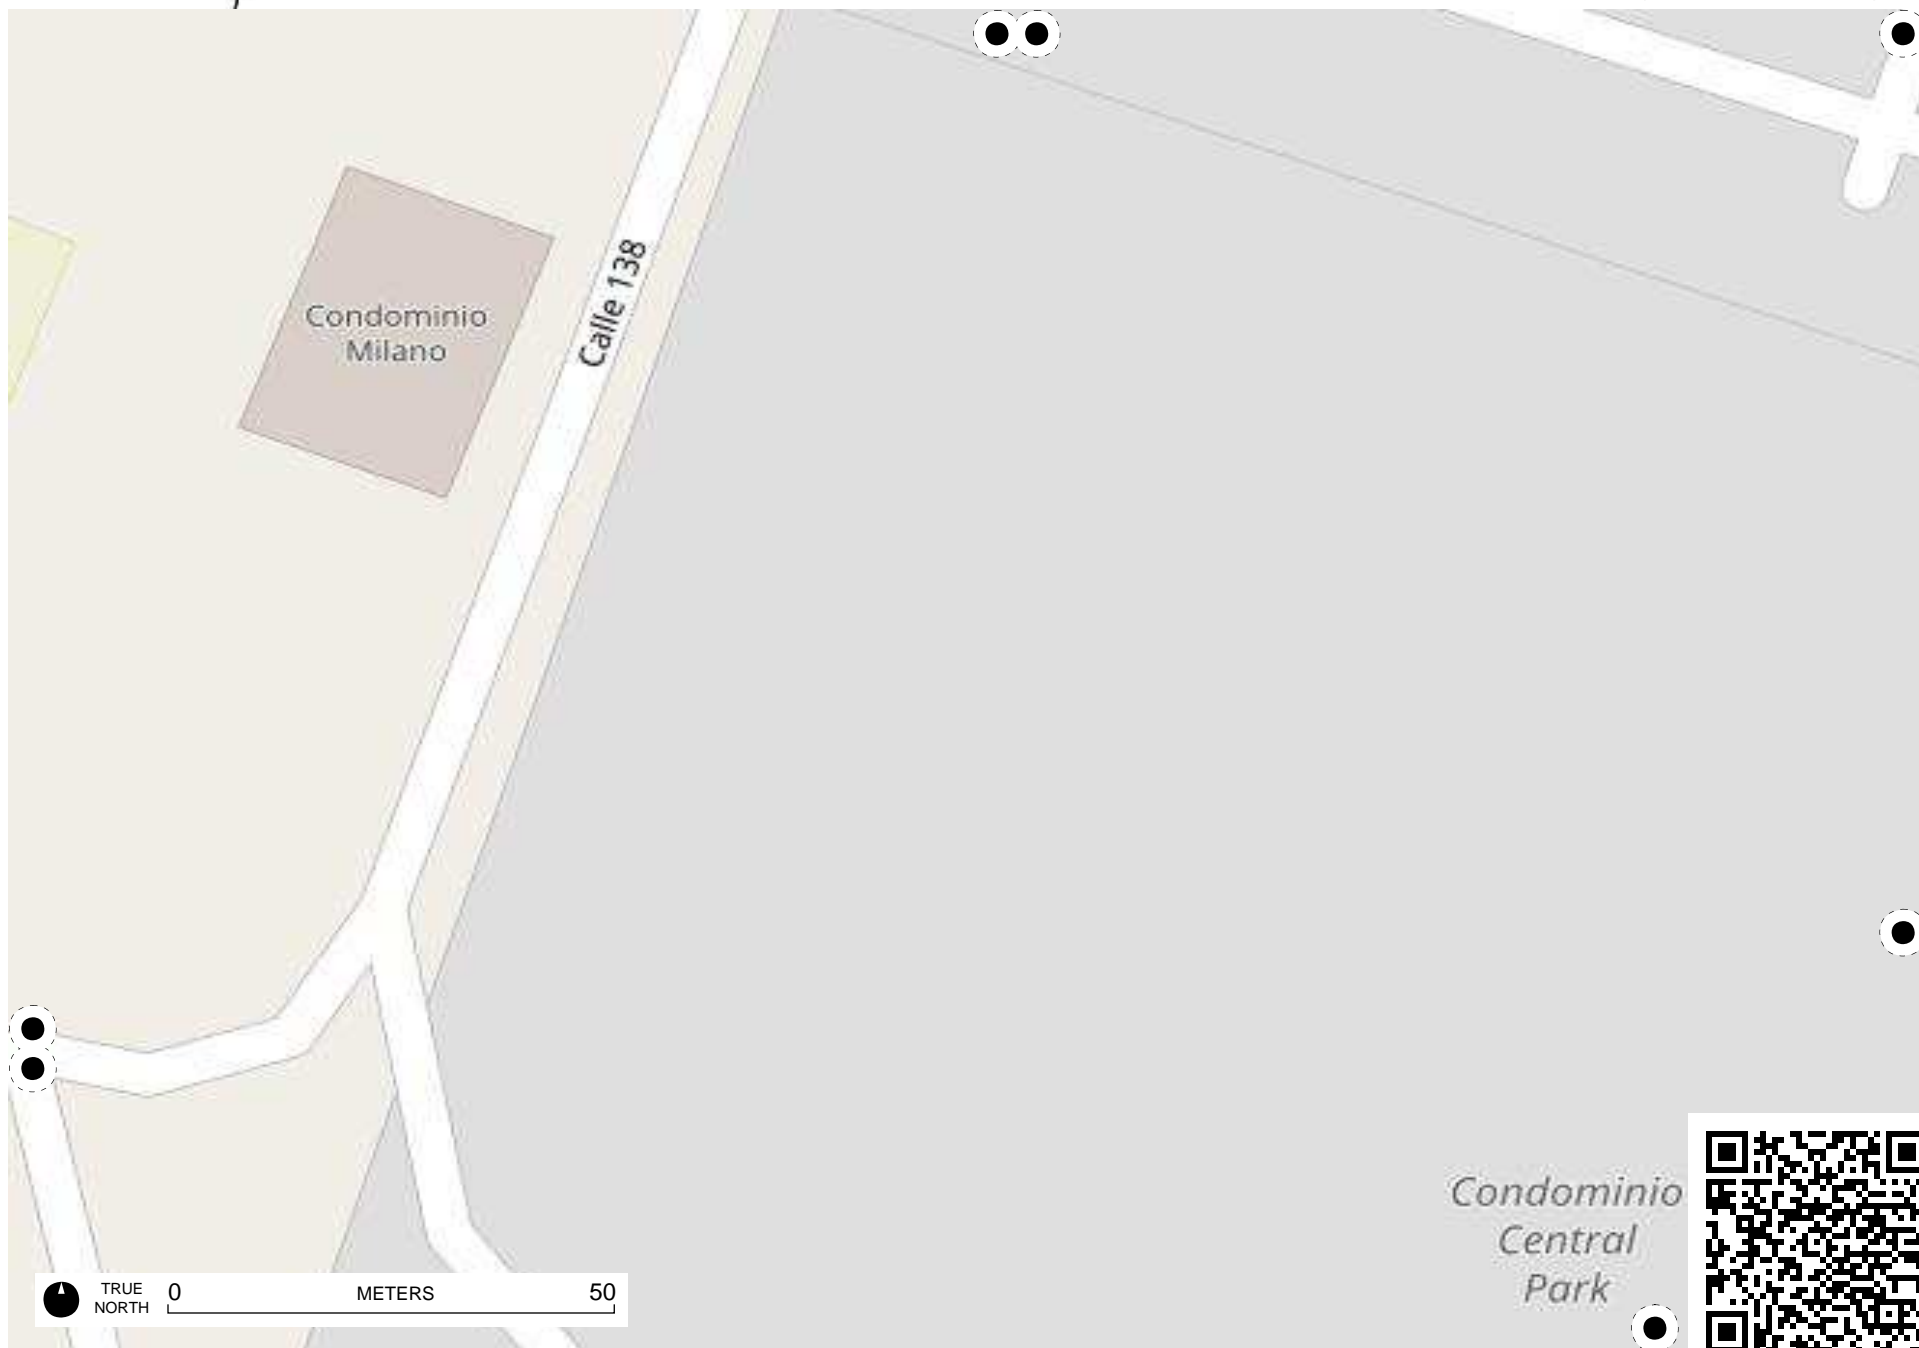 Condominio
Milano
Calle 138
Condominio
Central
Park
TRUE
NORTH
0 METERS 50